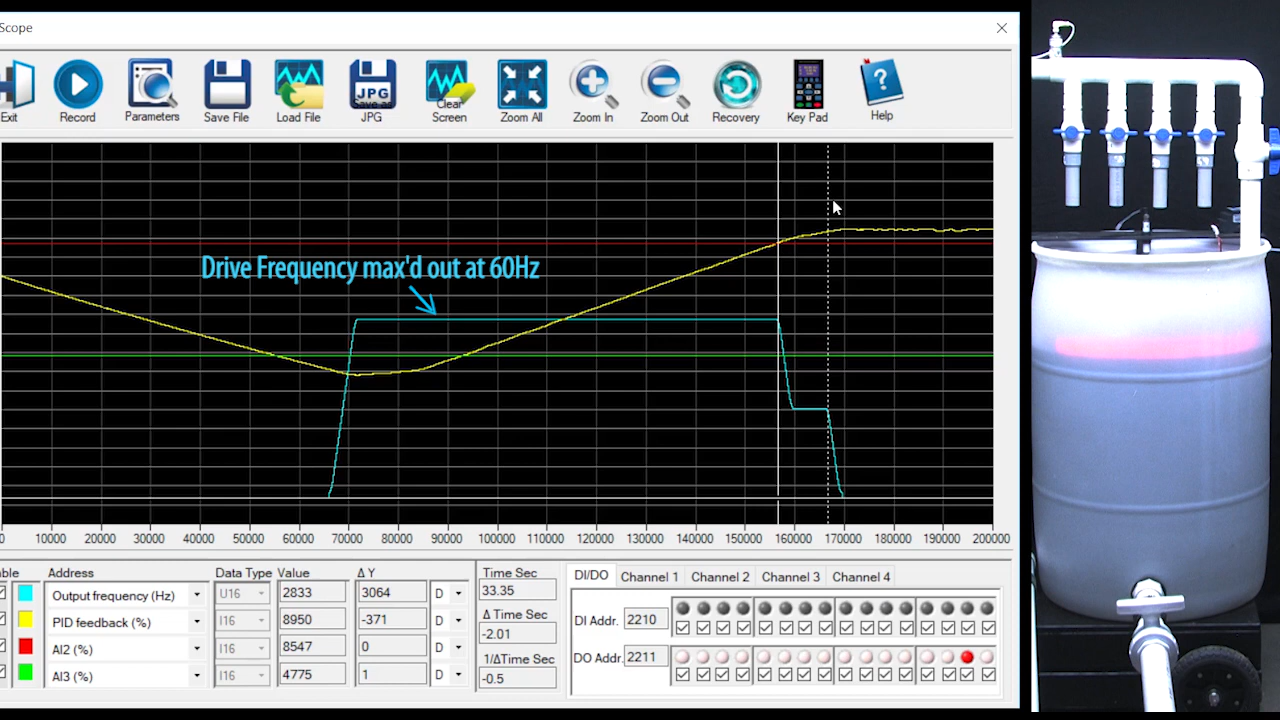 Scope
Exit Record Parameters Save File Load File Save as JPG Clear Screen Zoom All Zoom In Zoom Out Recovery Key Pad Help
Drive Frequency max'd out at 60Hz
10000 20000 30000 40000 50000 60000 70000 80000 90000 100000 110000 120000 130000 140000 150000 160000 170000 180000 190000 200000
Address Data Type Value Δ Y
Output frequency (Hz) U16 2833 3064 D
PID feedback (%) I16 8950 -371 D
AI2 (%) I16 8547 0 D
AI3 (%) I16 4775 1 D
Time Sec
33.35
Δ Time Sec
-2.01
1/ΔTime Sec
-0.5
DI/DO Channel 1 Channel 2 Channel 3 Channel 4
DI Addr. 2210
DO Addr. 2211